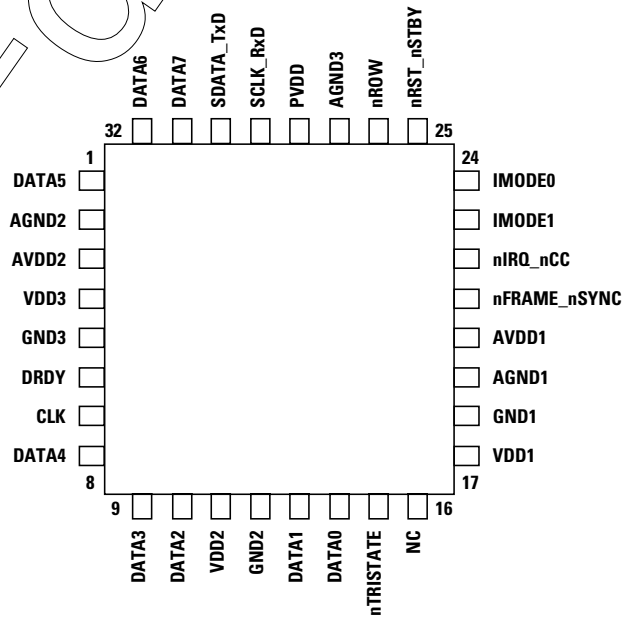 DATA6
DATA7
SDATA_TxD
SCLK_RxD
PVDD
AGND3
nROW
nRST_nSTBY
32
25
1
24
DATA5
AGND2
AVDD2
VDD3
GND3
DRDY
CLK
DATA4
IMODE0
IMODE1
nIRQ_nCC
nFRAME_nSYNC
AVDD1
AGND1
GND1
VDD1
8
17
9
16
DATA3
DATA2
VDD2
GND2
DATA1
DATA0
nTRISTATE
NC